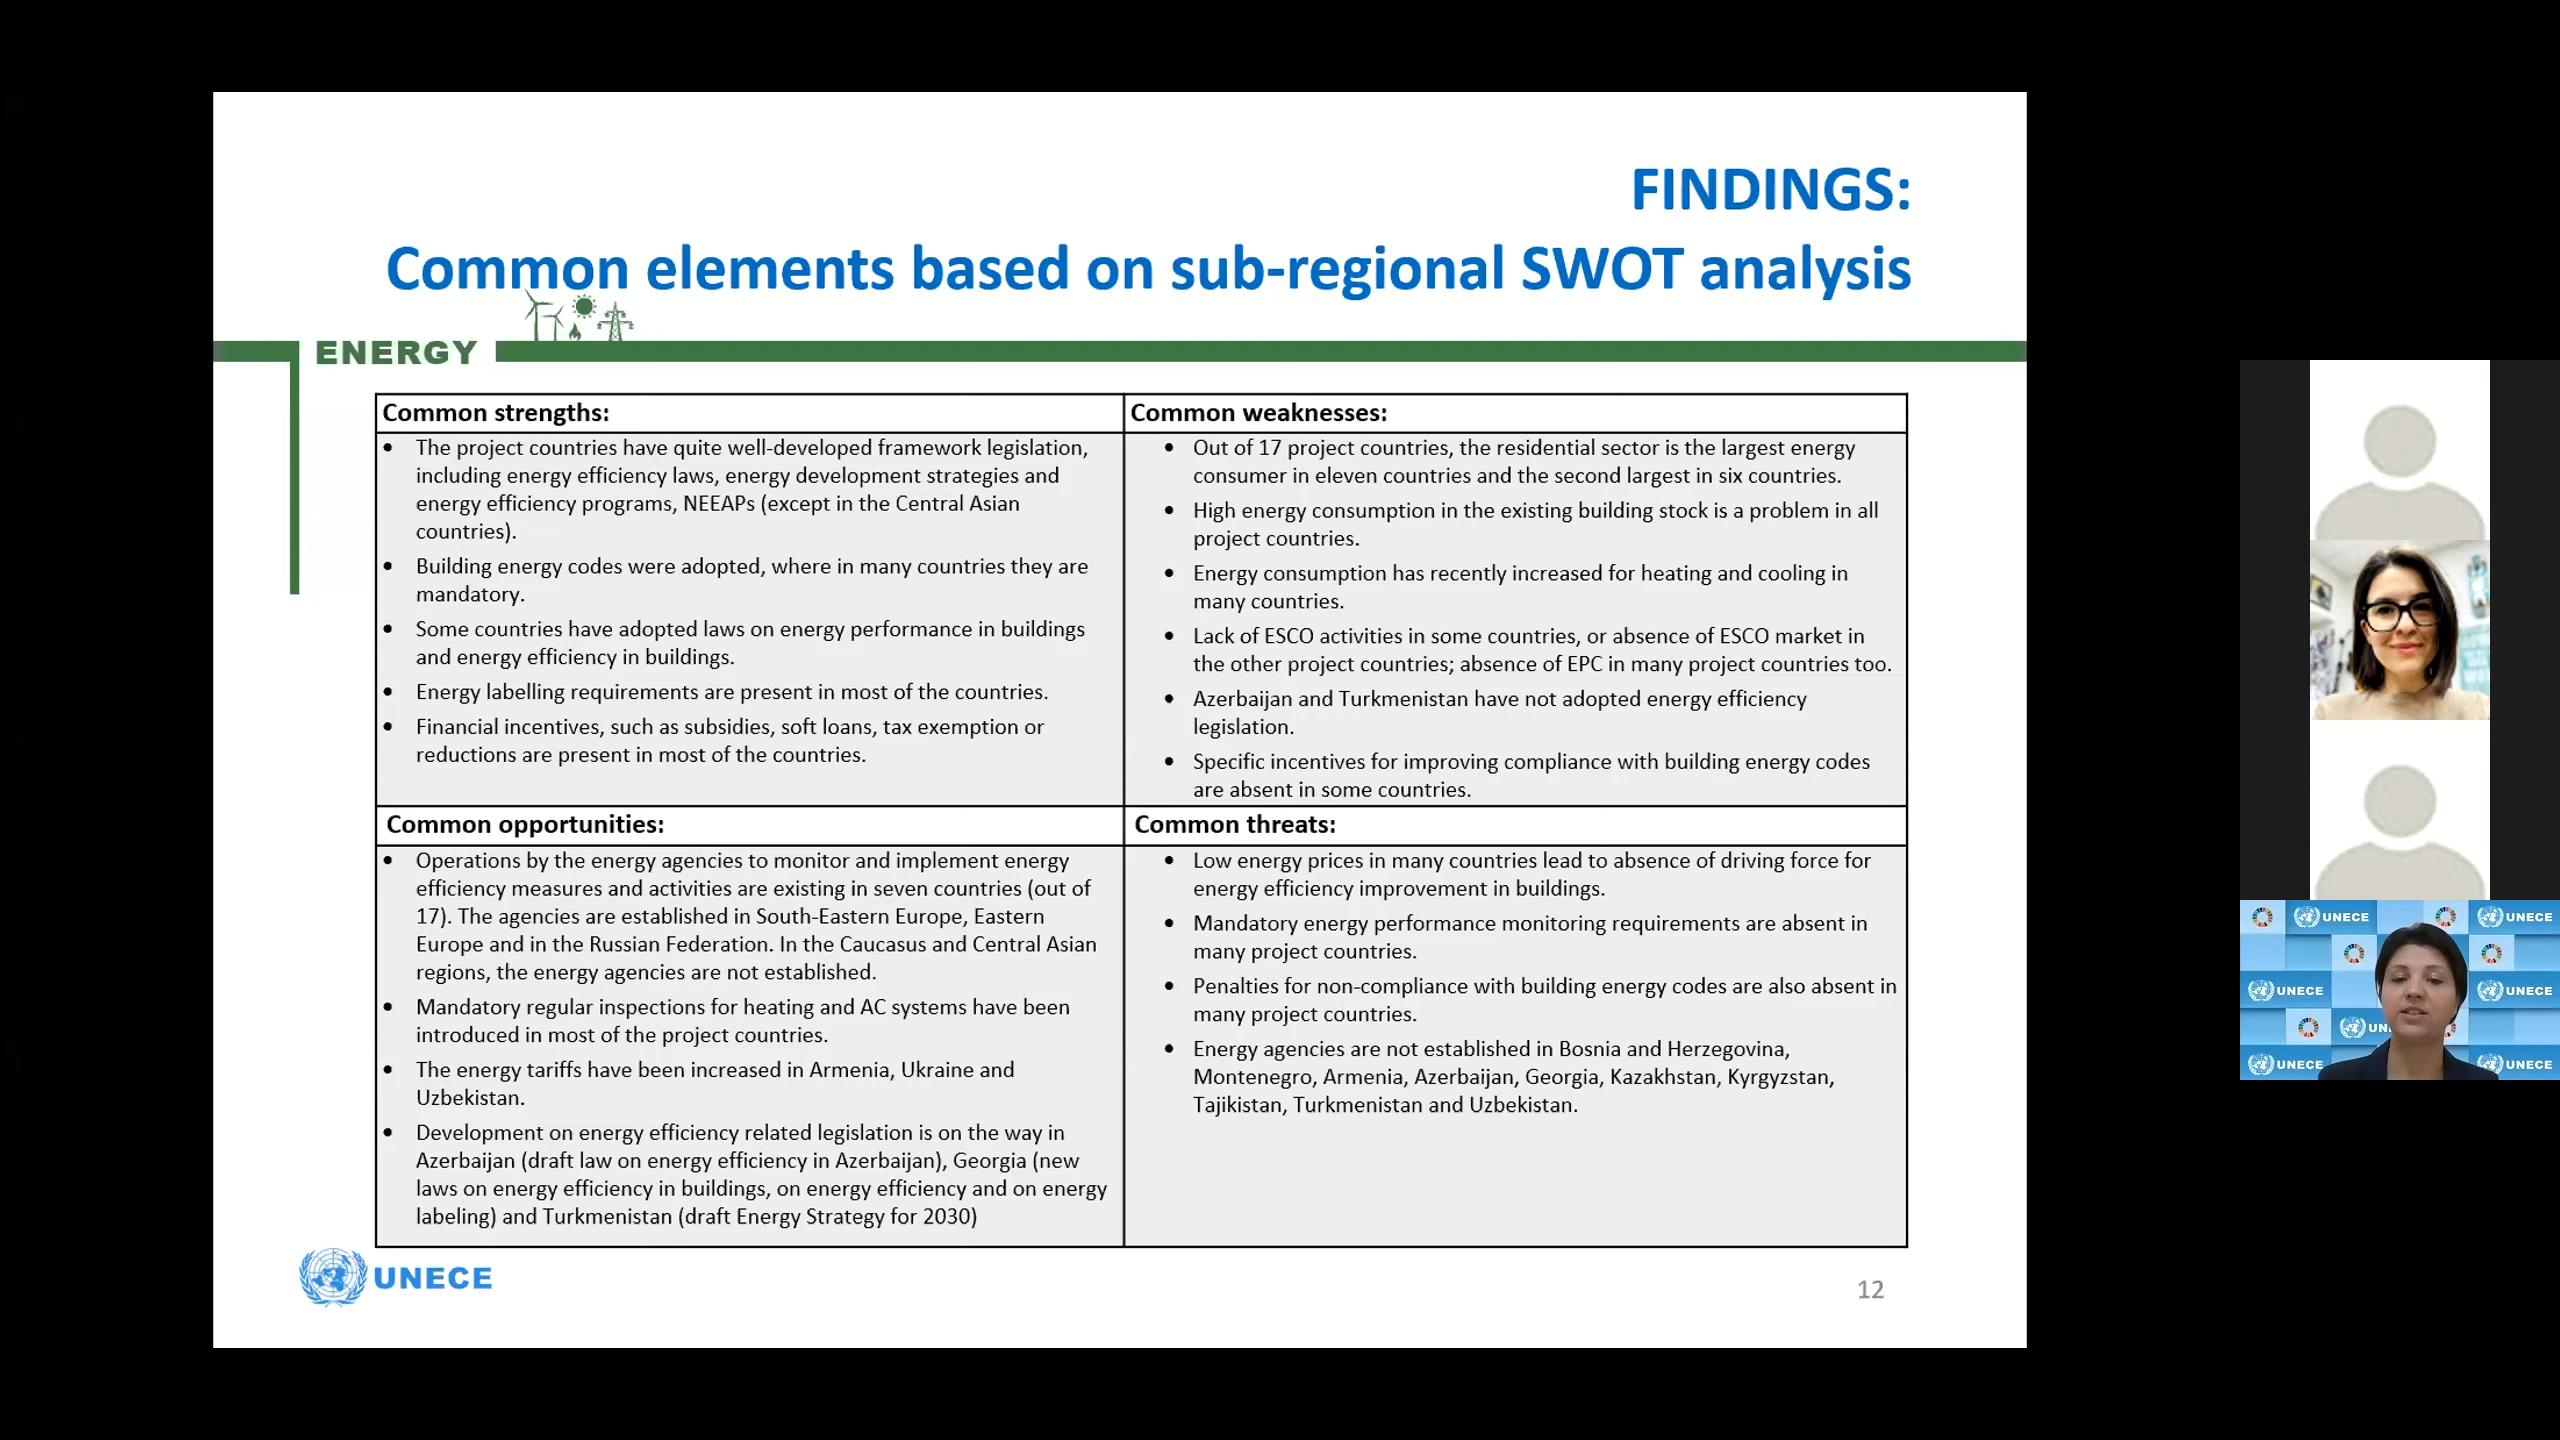 FINDINGS:
Common elements based on sub-regional SWOT analysis
ENERGY
Common strengths:
• The project countries have quite well-developed framework legislation,
including energy efficiency laws, energy development strategies and
energy efficiency programs, NEEAPs (except in the Central Asian
countries).
• Building energy codes were adopted, where in many countries they are
mandatory.
• Some countries have adopted laws on energy performance in buildings
and energy efficiency in buildings.
• Energy labelling requirements are present in most of the countries.
• Financial incentives, such as subsidies, soft loans, tax exemption or
reductions are present in most of the countries.
Common weaknesses:
• Out of 17 project countries, the residential sector is the largest energy
consumer in eleven countries and the second largest in six countries.
• High energy consumption in the existing building stock is a problem in all
project countries.
• Energy consumption has recently increased for heating and cooling in
many countries.
• Lack of ESCO activities in some countries, or absence of ESCO market in
the other project countries; absence of EPC in many project countries too.
• Azerbaijan and Turkmenistan have not adopted energy efficiency
legislation.
• Specific incentives for improving compliance with building energy codes
are absent in some countries.
Common opportunities:
• Operations by the energy agencies to monitor and implement energy
efficiency measures and activities are existing in seven countries (out of
17). The agencies are established in South-Eastern Europe, Eastern
Europe and in the Russian Federation. In the Caucasus and Central Asian
regions, the energy agencies are not established.
• Mandatory regular inspections for heating and AC systems have been
introduced in most of the project countries.
• The energy tariffs have been increased in Armenia, Ukraine and
Uzbekistan.
• Development on energy efficiency related legislation is on the way in
Azerbaijan (draft law on energy efficiency in Azerbaijan), Georgia (new
laws on energy efficiency in buildings, on energy efficiency and on energy
labeling) and Turkmenistan (draft Energy Strategy for 2030)
Common threats:
• Low energy prices in many countries lead to absence of driving force for
energy efficiency improvement in buildings.
• Mandatory energy performance monitoring requirements are absent in
many project countries.
• Penalties for non-compliance with building energy codes are also absent in
many project countries.
• Energy agencies are not established in Bosnia and Herzegovina,
Montenegro, Armenia, Azerbaijan, Georgia, Kazakhstan, Kyrgyzstan,
Tajikistan, Turkmenistan and Uzbekistan.
UNECE
12
UNECE UNECE
UNECE UNECE
UN
UNECE UNECE